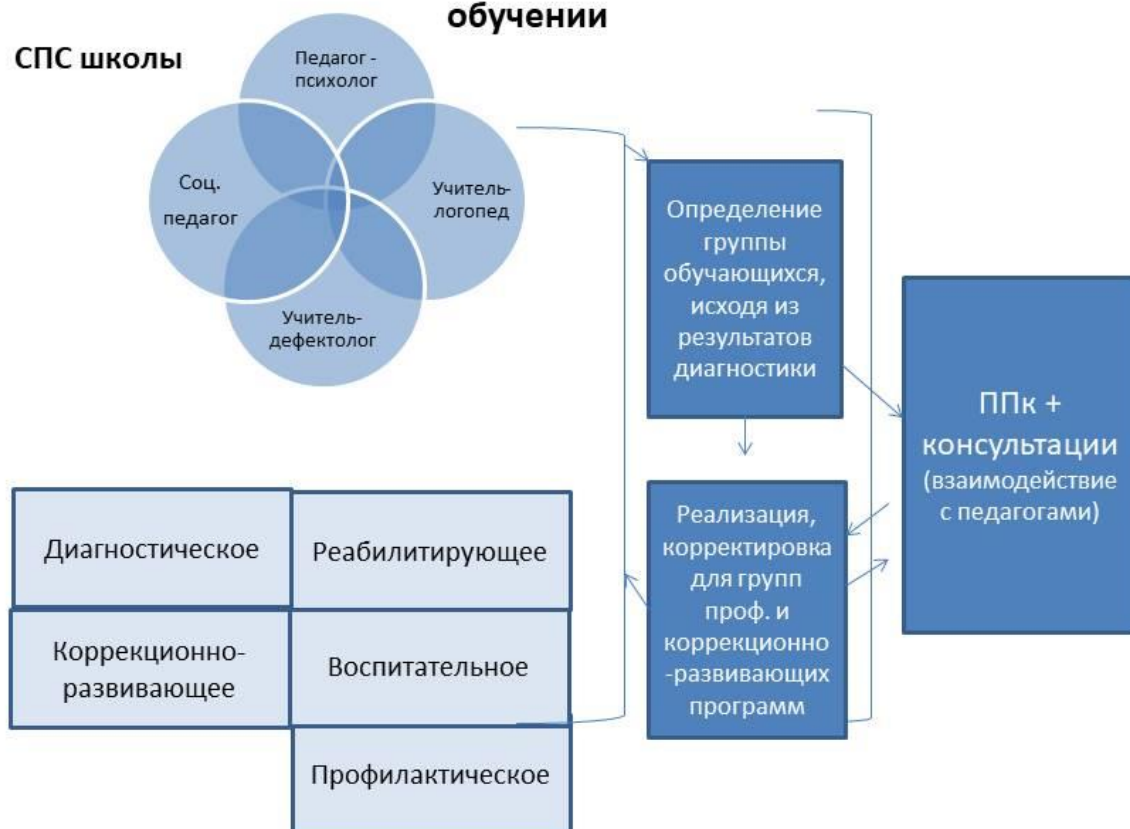 обучении
СПС школы
Педагог -
психолог
Соц.
педагог
Учитель-
логопед
Учитель-
дефектолог
Определение
группы
обучающихся,
исходя из
результатов
диагностики
ППк +
консультации
(взаимодействие
с педагогами)
Реализация,
корректировка
для групп
проф. и
коррекционно
-развивающих
программ
Диагностическое
Реабилитирующее
Коррекционно-
развивающее
Воспитательное
Профилактическое